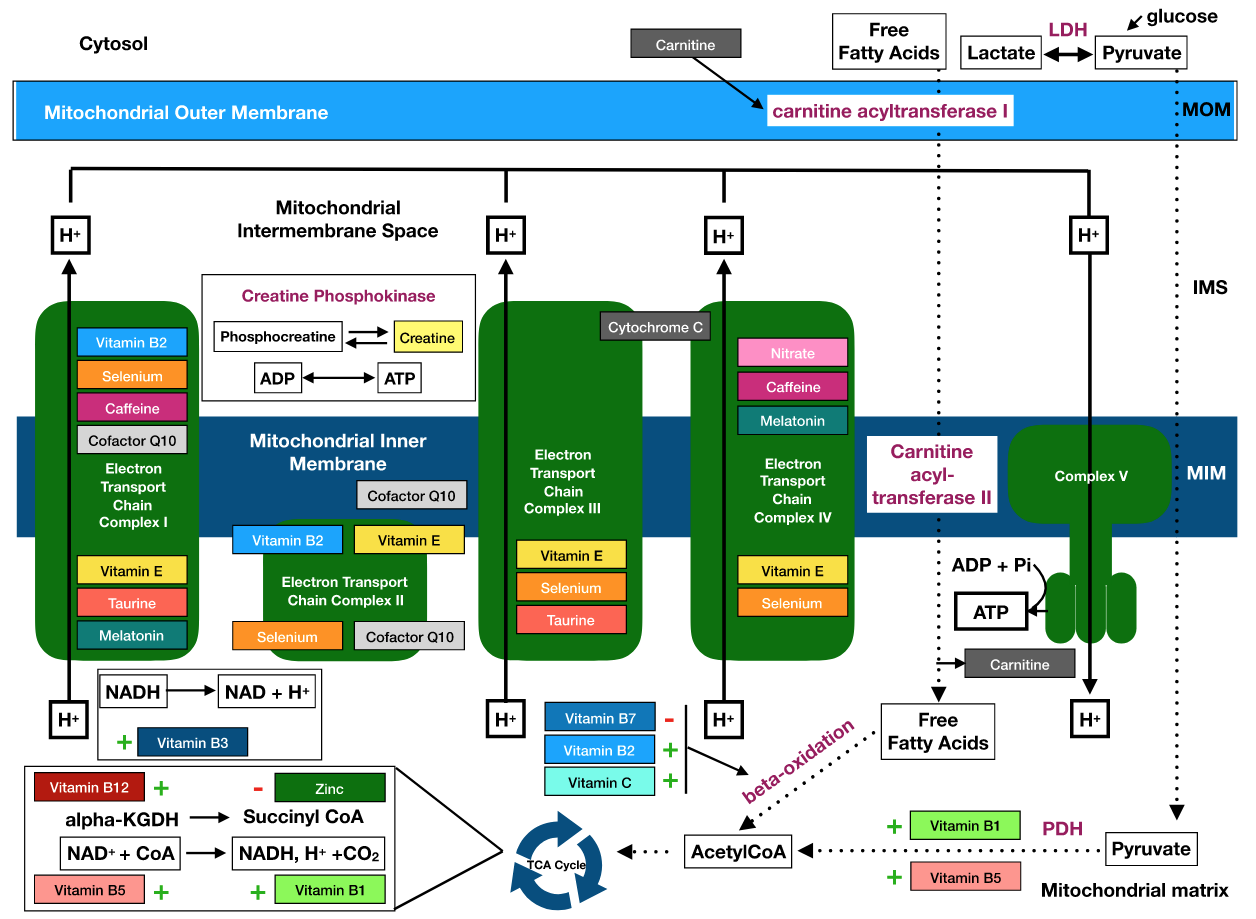 Cytosol
Carnitine
Free
Fatty Acids
LDH
glucose
Lactate
Pyruvate
Mitochondrial Outer Membrane
carnitine acyltransferase I
MOM
H+
Mitochondrial
Intermembrane Space
H+
H+
H+
IMS
Creatine Phosphokinase
Phosphocreatine
Creatine
ADP
ATP
Vitamin B2
Selenium
Caffeine
Cofactor Q10
Electron
Transport
Chain
Complex I
Vitamin E
Taurine
Melatonin
Mitochondrial Inner
Membrane
Cofactor Q10
Vitamin B2
Vitamin E
Electron Transport
Chain Complex II
Selenium
Cofactor Q10
Cytochrome C
Electron
Transport
Chain
Complex III
Vitamin E
Selenium
Taurine
Nitrate
Caffeine
Melatonin
Electron
Transport
Chain
Complex IV
Vitamin E
Selenium
Carnitine
acyl-
transferase II
Complex V
MIM
ADP + Pi
ATP
Carnitine
H+
NADH
NAD + H+
+ Vitamin B3
H+
H+
H+
Vitamin B7 -
Vitamin B2 +
Vitamin C +
beta-oxidation
Free
Fatty Acids
Vitamin B12 +
- Zinc
alpha-KGDH
Succinyl CoA
NAD+ + CoA
NADH, H+ +CO2
Vitamin B5 +
+ Vitamin B1
TCA Cycle
AcetylCoA
+ Vitamin B1
PDH
+ Vitamin B5
Pyruvate
Mitochondrial matrix